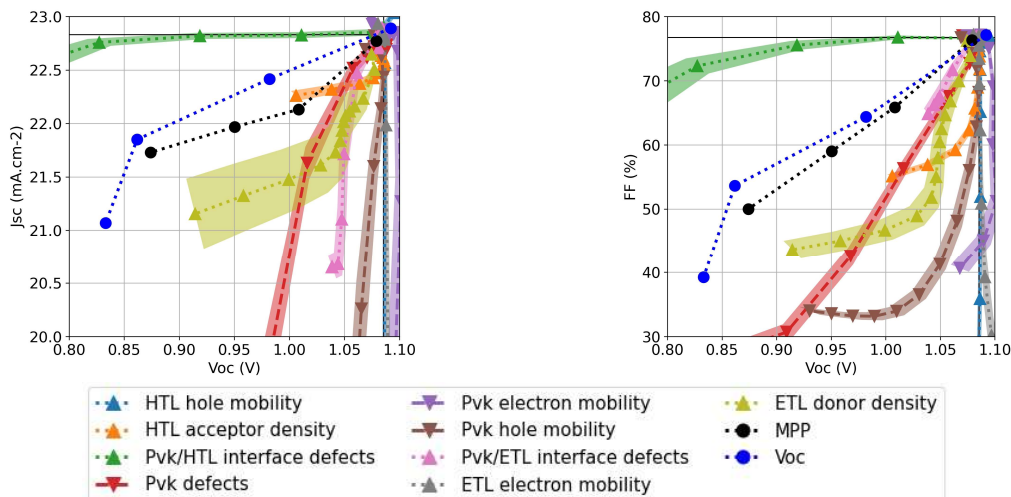 23.0
22.5
22.0
21.5
21.0
20.5
20.0
Jsc (mA.cm-2)
0.80 0.85 0.90 0.95 1.00 1.05 1.10
Voc (V)
80
70
60
50
40
30
FF (%)
0.80 0.85 0.90 0.95 1.00 1.05 1.10
Voc (V)
HTL hole mobility
HTL acceptor density
Pvk/HTL interface defects
Pvk defects
Pvk electron mobility
Pvk hole mobility
Pvk/ETL interface defects
ETL electron mobility
ETL donor density
MPP
Voc